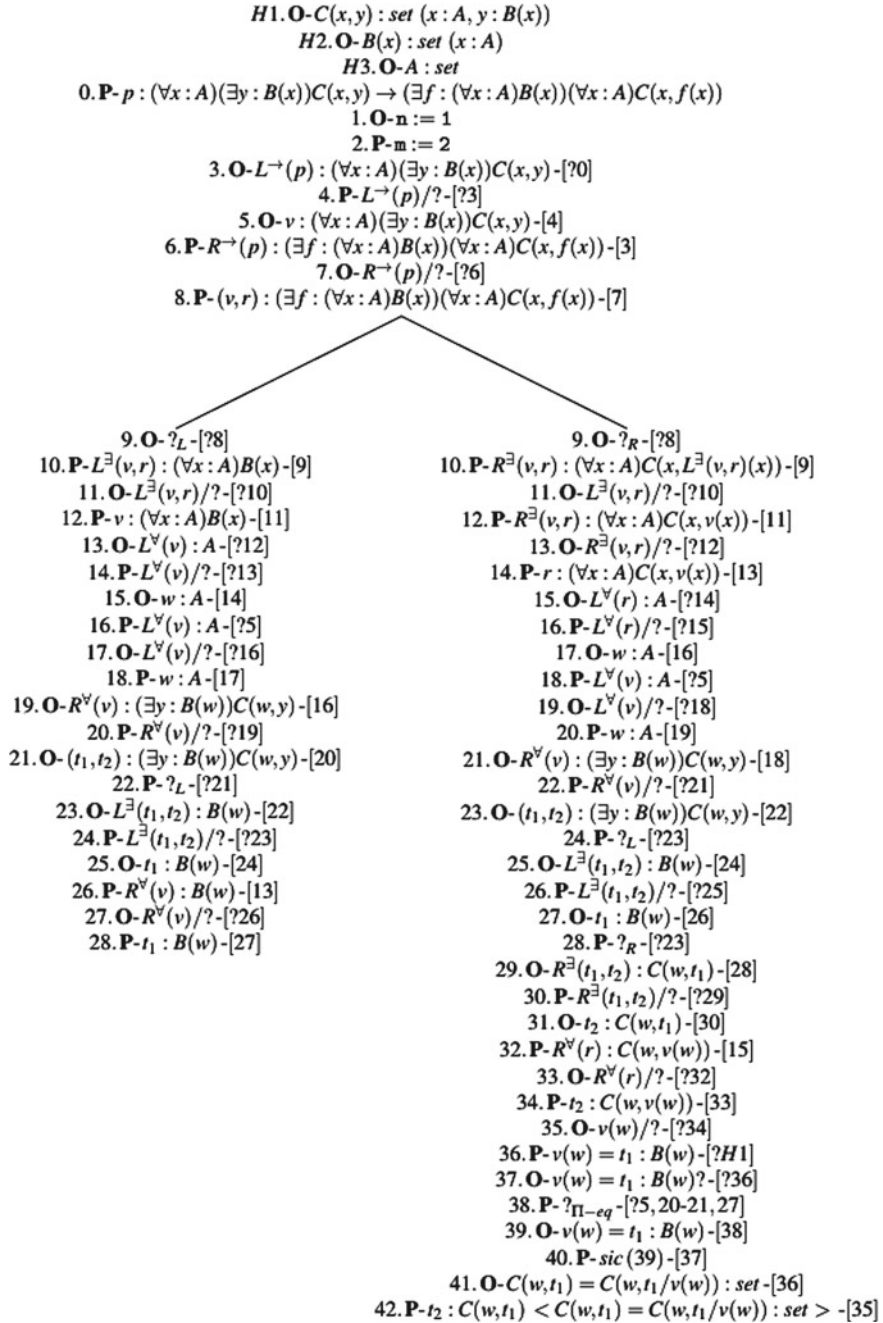 H1. O-C(x,y) : set (x : A, y : B(x))
H2. O-B(x) : set (x : A)
H3. O-A : set
0. P-p : (∀x : A)(∃y : B(x))C(x,y) → (∃f : (∀x : A)B(x))(∀x : A)C(x, f(x))
1. O-n := 1
2. P-m := 2
3. O-L→(p) : (∀x : A)(∃y : B(x))C(x,y) -[?0]
4. P-L→(p)/? -[?3]
5. O-v : (∀x : A)(∃y : B(x))C(x,y) -[4]
6. P-R→(p) : (∃f : (∀x : A)B(x))(∀x : A)C(x, f(x)) -[3]
7. O-R→(p)/? -[?6]
8. P-(v,r) : (∃f : (∀x : A)B(x))(∀x : A)C(x, f(x)) -[7]
9. O-?L -[?8]
10. P-L∃(v,r) : (∀x : A)B(x) -[9]
11. O-L∃(v,r)/? -[?10]
12. P-v : (∀x : A)B(x) -[11]
13. O-L∀(v) : A -[?12]
14. P-L∀(v)/? -[?13]
15. O-w : A -[14]
16. P-L∀(v) : A -[?5]
17. O-L∀(v)/? -[?16]
18. P-w : A -[17]
19. O-R∀(v) : (∃y : B(w))C(w,y) -[16]
20. P-R∀(v)/? -[?19]
21. O-(t1,t2) : (∃y : B(w))C(w,y) -[20]
22. P-?L -[?21]
23. O-L∃(t1,t2) : B(w) -[22]
24. P-L∃(t1,t2)/? -[?23]
25. O-t1 : B(w) -[24]
26. P-R∀(v) : B(w) -[13]
27. O-R∀(v)/? -[?26]
28. P-t1 : B(w) -[27]
9. O-?R -[?8]
10. P-R∃(v,r) : (∀x : A)C(x, L∃(v,r)(x)) -[9]
11. O-L∃(v,r)/? -[?10]
12. P-R∃(v,r) : (∀x : A)C(x,v(x)) -[11]
13. O-R∃(v,r)/? -[?12]
14. P-r : (∀x : A)C(x,v(x)) -[13]
15. O-L∀(r) : A -[?14]
16. P-L∀(r)/? -[?15]
17. O-w : A -[16]
18. P-L∀(v) : A -[?5]
19. O-L∀(v)/? -[?18]
20. P-w : A -[19]
21. O-R∀(v) : (∃y : B(w))C(w,y) -[18]
22. P-R∀(v)/? -[?21]
23. O-(t1,t2) : (∃y : B(w))C(w,y) -[22]
24. P-?L -[?23]
25. O-L∃(t1,t2) : B(w) -[24]
26. P-L∃(t1,t2)/? -[?25]
27. O-t1 : B(w) -[26]
28. P-?R -[?23]
29. O-R∃(t1,t2) : C(w,t1) -[28]
30. P-R∃(t1,t2)/? -[?29]
31. O-t2 : C(w,t1) -[30]
32. P-R∀(r) : C(w,v(w)) -[15]
33. O-R∀(r)/? -[?32]
34. P-t2 : C(w,v(w)) -[33]
35. O-v(w)/? -[?34]
36. P-v(w) = t1 : B(w) -[?H1]
37. O-v(w) = t1 : B(w)? -[?36]
38. P-?Π−eq -[?5,20-21,27]
39. O-v(w) = t1 : B(w) -[38]
40. P-sic (39) -[37]
41. O-C(w,t1) = C(w,t1/v(w)) : set -[36]
42. P-t2 : C(w,t1) < C(w,t1) = C(w,t1/v(w)) : set > -[35]